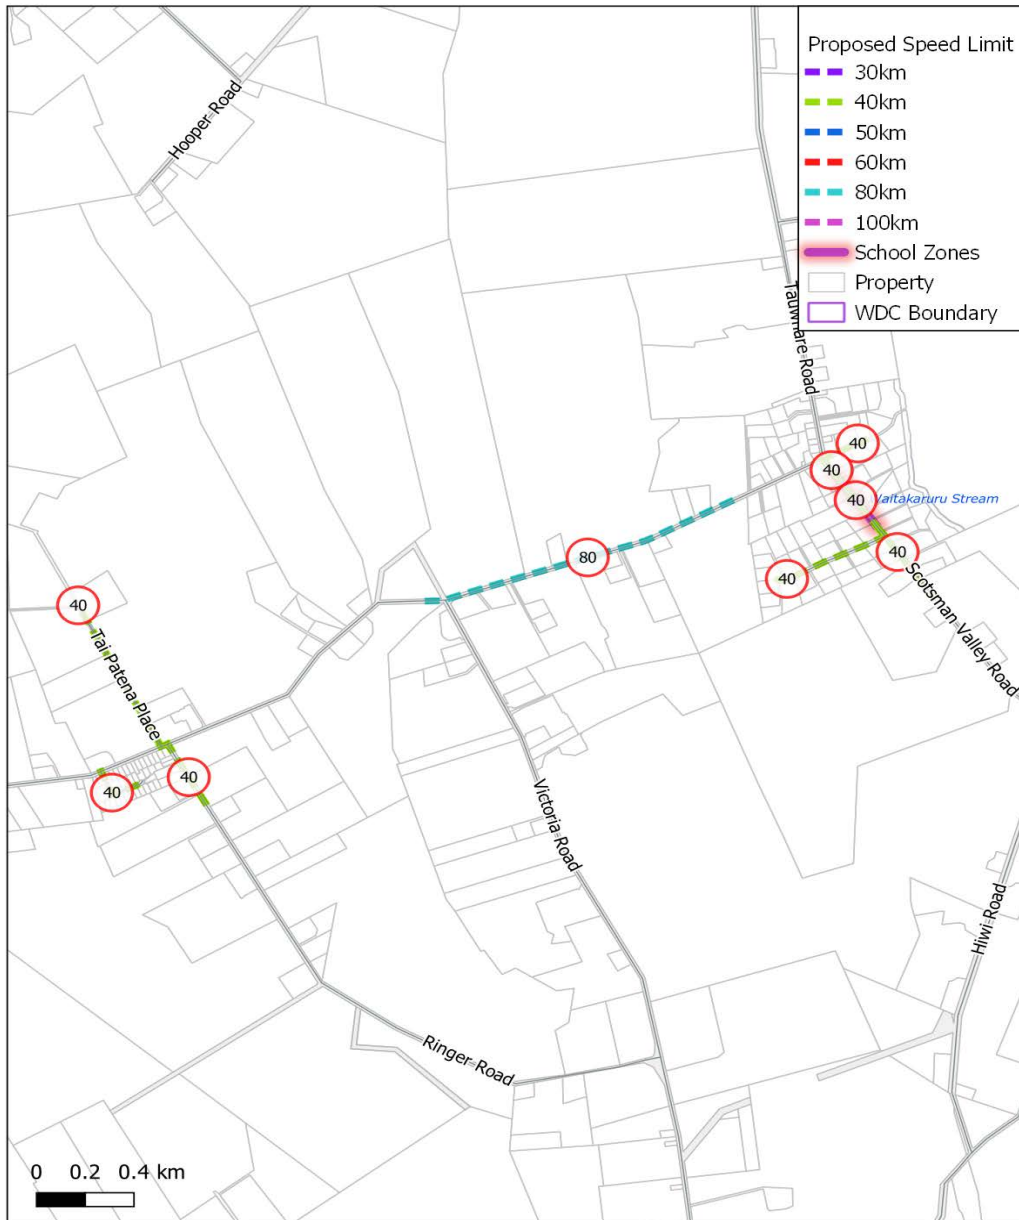 Proposed Speed Limit
30km
40km
50km
60km
80km
100km
School Zones
Property
WDC Boundary
Hooper Road
Tauwhare Road
40
40
40
Waitakaruru Stream
40
80
40
Scotsman Valley Road
40
Tai Patena Place
40
40
Victoria Road
Hiwi Road
Ringer Road
0 0.2 0.4 km